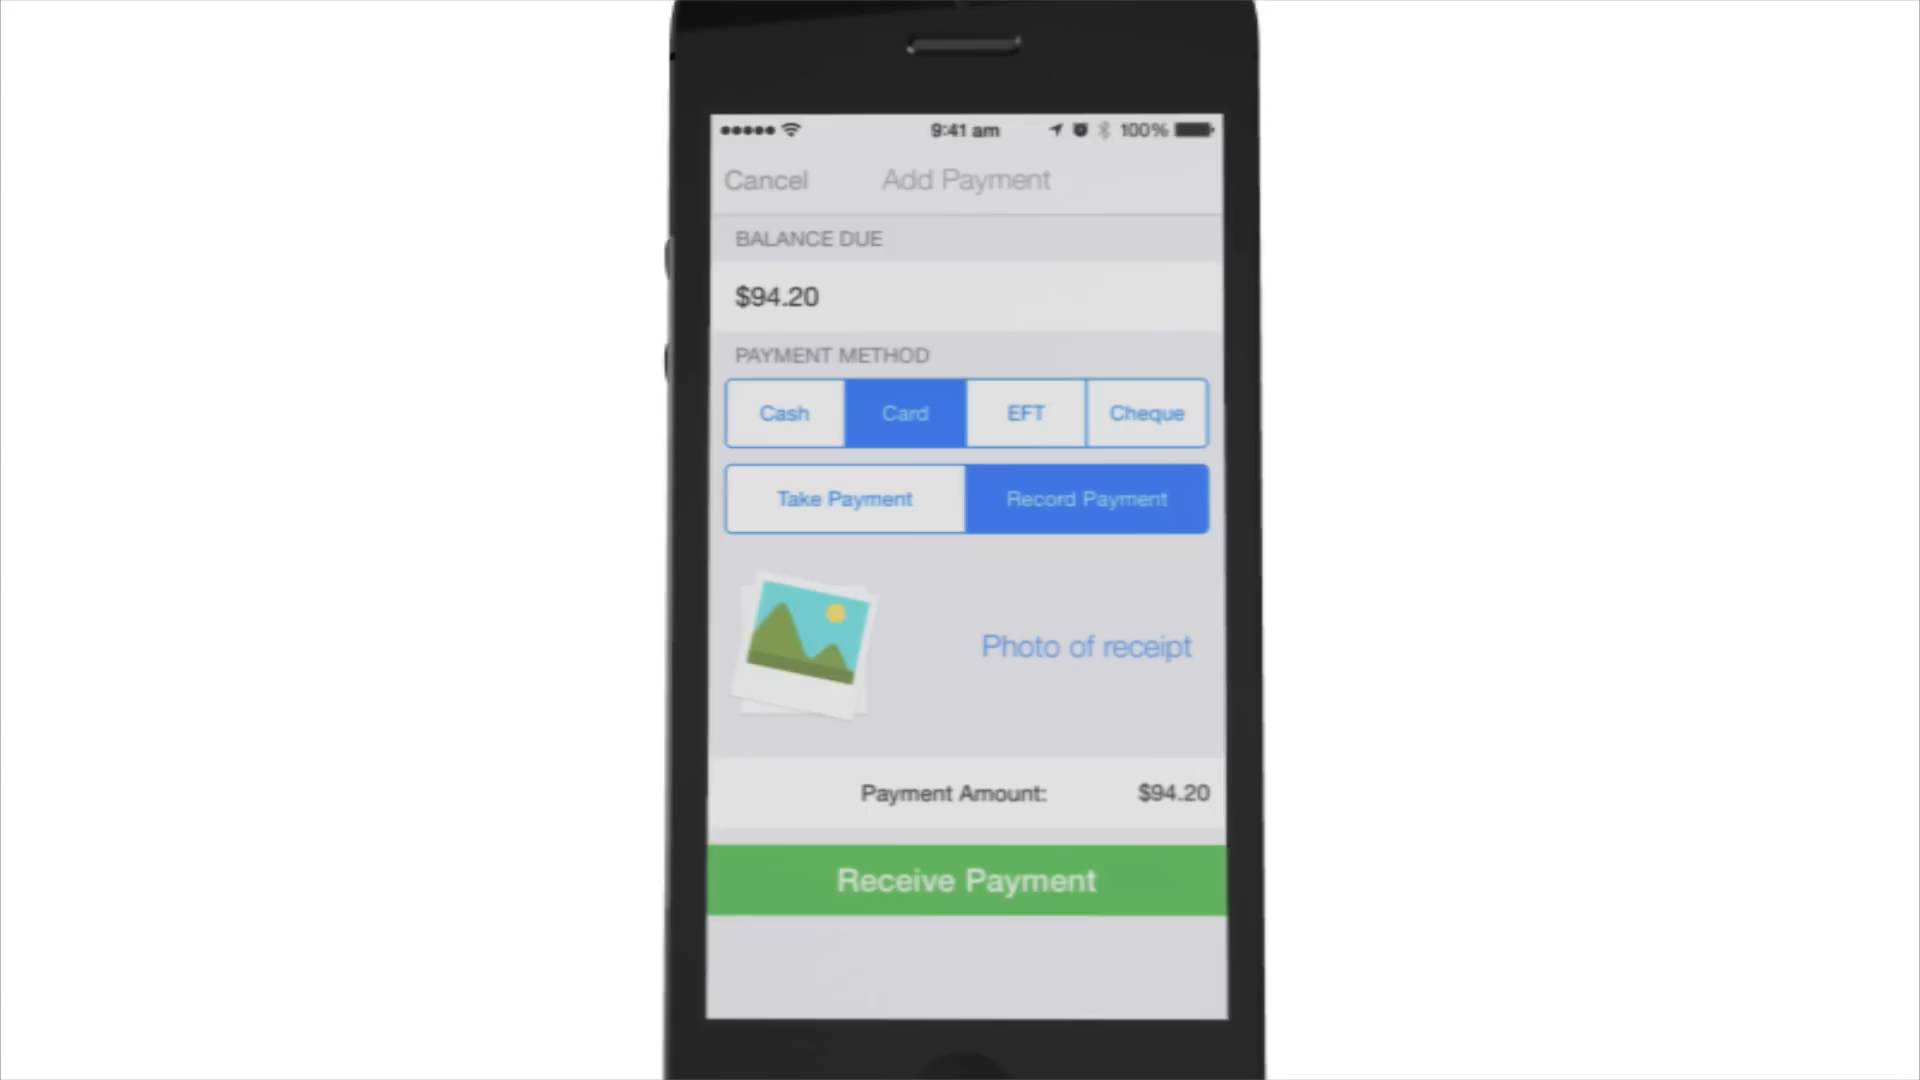 9:41 am 100%
Cancel Add Payment
BALANCE DUE
$94.20
PAYMENT METHOD
Cash Card EFT Cheque
Take Payment Record Payment
Photo of receipt
Payment Amount: $94.20
Receive Payment